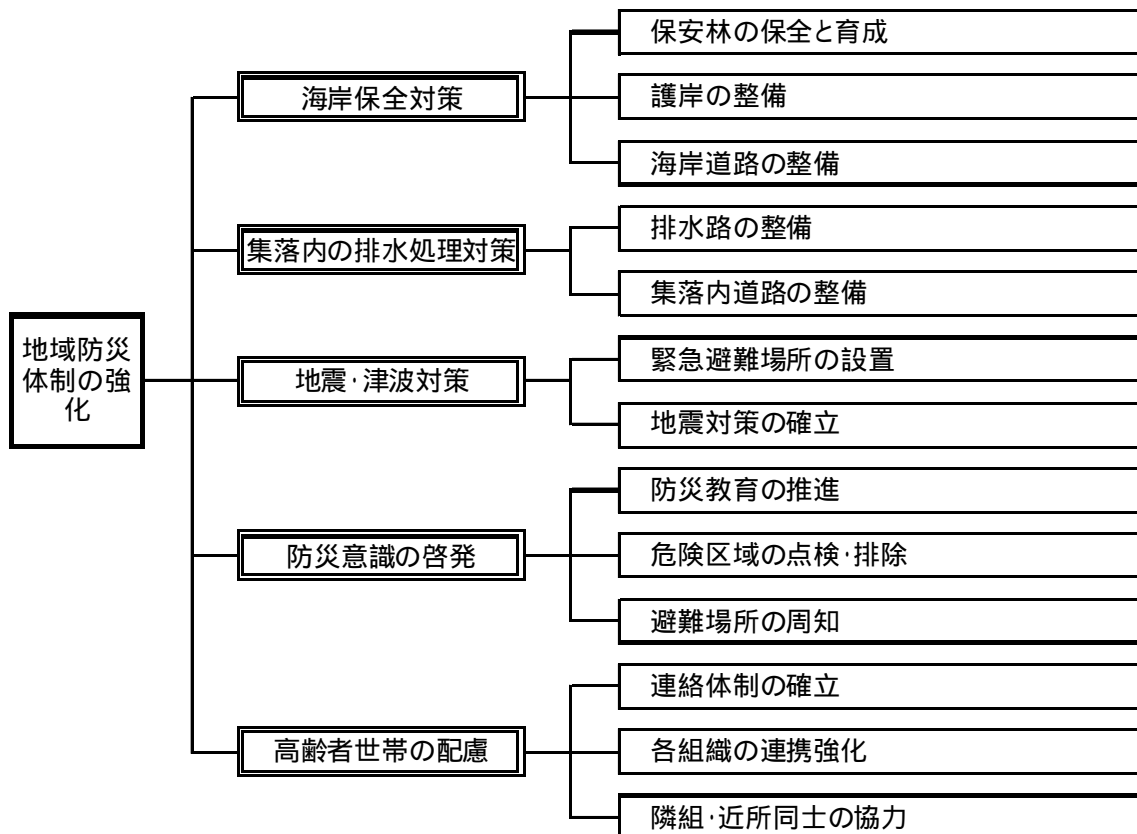 地域防災
体制の強
化
海岸保全対策
保安林の保全と育成
護岸の整備
海岸道路の整備
集落内の排水処理対策
排水路の整備
集落内道路の整備
地震・津波対策
緊急避難場所の設置
地震対策の確立
防災意識の啓発
防災教育の推進
危険区域の点検・排除
避難場所の周知
高齢者世帯の配慮
連絡体制の確立
各組織の連携強化
隣組・近所同士の協力